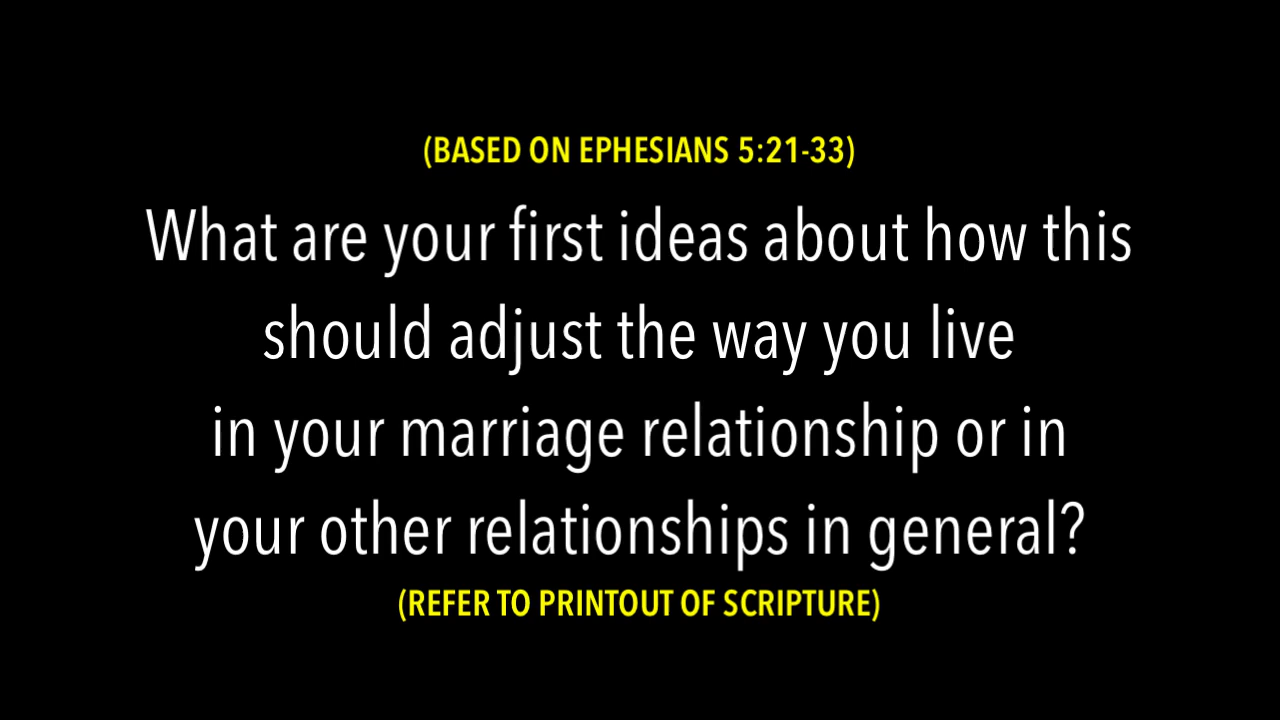 (BASED ON EPHESIANS 5:21-33)
What are your first ideas about how this
should adjust the way you live
in your marriage relationship or in
your other relationships in general?
(REFER TO PRINTOUT OF SCRIPTURE)